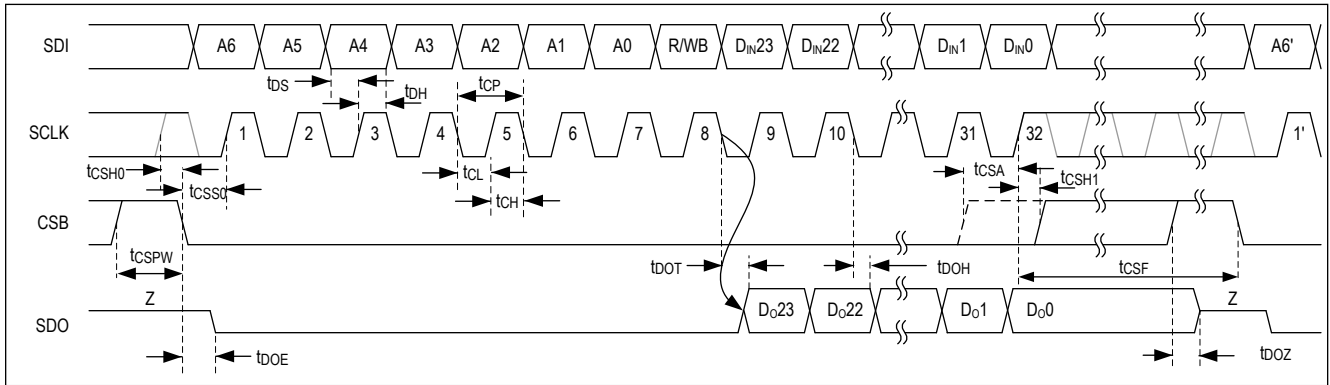 SDI A6 A5 A4 A3 A2 A1 A0 R/WB DIN23 DIN22 DIN1 DIN0 A6'
tDS tDH tCP
SCLK 1 2 3 4 5 6 7 8 9 10 31 32 1'
tCSH0 tCSS0 tCL tCH tCSA tCSH1
CSB
tCSPW tDOT tDOH tCSF
Z Z
SDO DO23 DO22 DO1 DO0
tDOE tDOZ